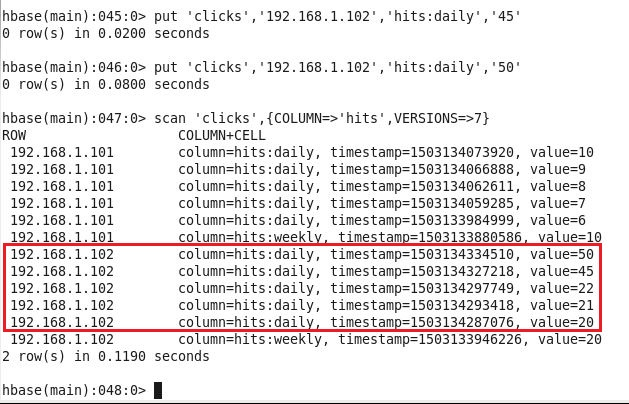 hbase(main):045:0> put 'clicks','192.168.1.102','hits:daily','45'
0 row(s) in 0.0200 seconds
hbase(main):046:0> put 'clicks','192.168.1.102','hits:daily','50'
0 row(s) in 0.0800 seconds
hbase(main):047:0> scan 'clicks',{COLUMN=>'hits',VERSIONS=>7}
ROW COLUMN+CELL
192.168.1.101 column=hits:daily, timestamp=1503134073920, value=10
192.168.1.101 column=hits:daily, timestamp=1503134066888, value=9
192.168.1.101 column=hits:daily, timestamp=1503134062611, value=8
192.168.1.101 column=hits:daily, timestamp=1503134059285, value=7
192.168.1.101 column=hits:daily, timestamp=1503133984999, value=6
192.168.1.101 column=hits:weekly, timestamp=1503133880586, value=10
192.168.1.102 column=hits:daily, timestamp=1503134334510, value=50
192.168.1.102 column=hits:daily, timestamp=1503134327218, value=45
192.168.1.102 column=hits:daily, timestamp=1503134297749, value=22
192.168.1.102 column=hits:daily, timestamp=1503134293418, value=21
192.168.1.102 column=hits:daily, timestamp=1503134287076, value=20
192.168.1.102 column=hits:weekly, timestamp=1503133946226, value=20
2 row(s) in 0.1190 seconds
hbase(main):048:0>